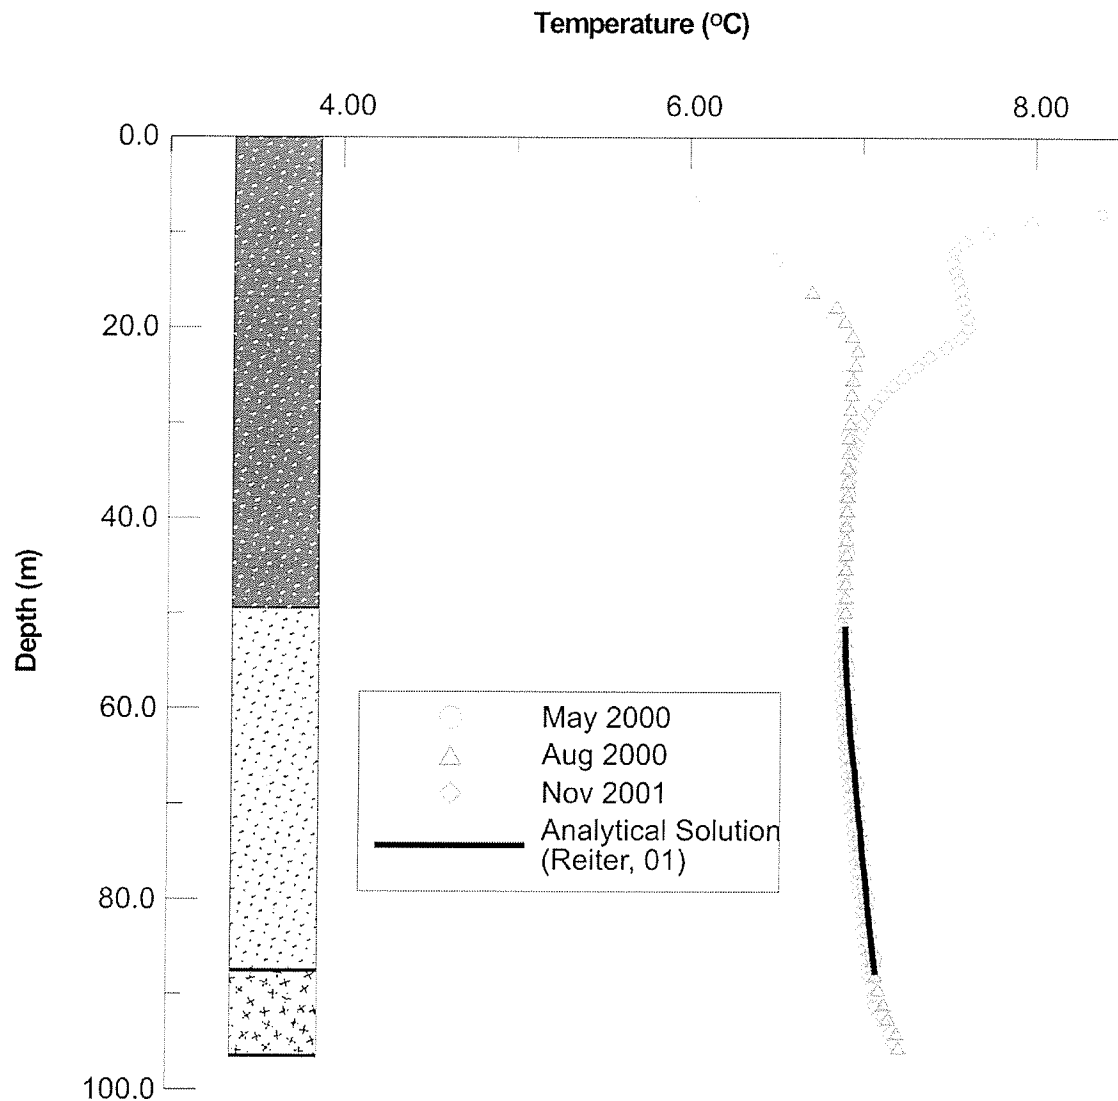 Temperature (ºC)
4.00 6.00 8.00
0.0
20.0
40.0
60.0
80.0
100.0
Depth (m)
May 2000
Aug 2000
Nov 2001
Analytical Solution
(Reiter, 01)